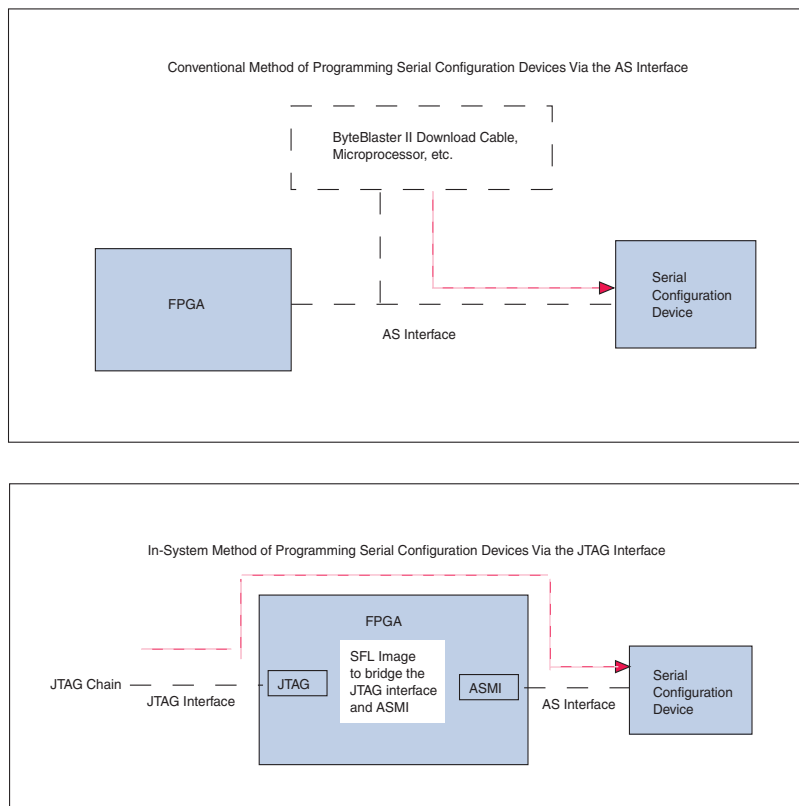 Conventional Method of Programming Serial Configuration Devices Via the AS Interface
ByteBlaster II Download Cable,
Microprocessor, etc.
FPGA
Serial
Configuration
Device
AS Interface
In-System Method of Programming Serial Configuration Devices Via the JTAG Interface
FPGA
SFL Image
to bridge the
JTAG interface
and ASMI
JTAG Chain
JTAG Interface
JTAG
ASMI
AS Interface
Serial
Configuration
Device